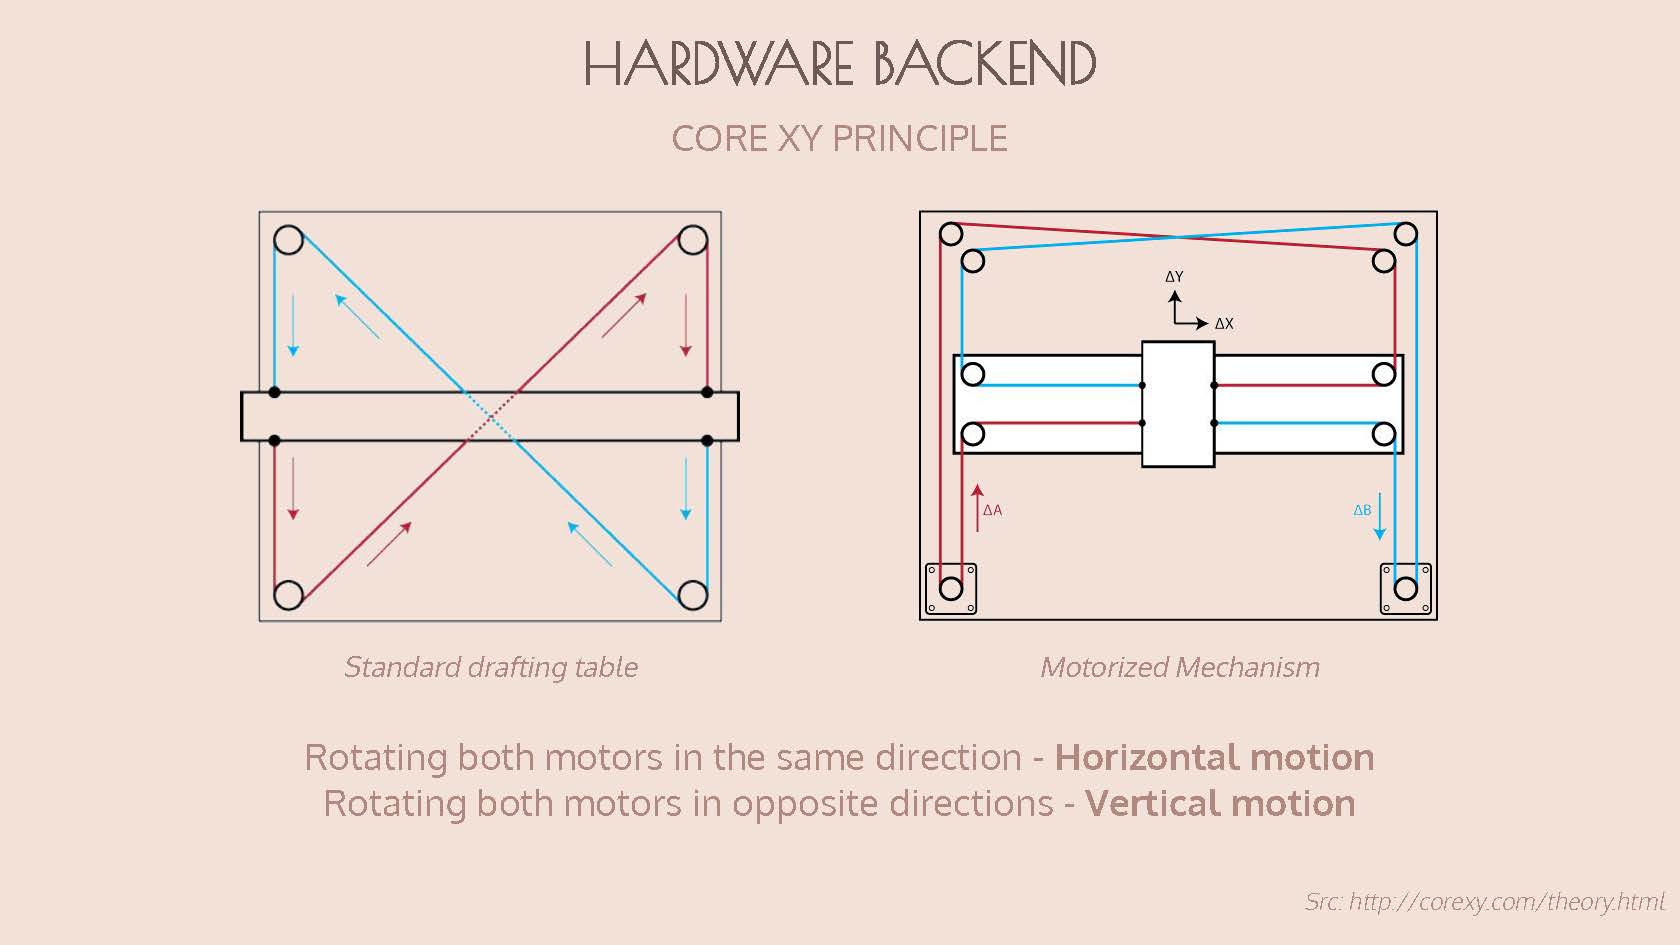 HARDWARE BACKEND
CORE XY PRINCIPLE
ΔY
ΔX
ΔA
ΔB
Standard drafting table
Motorized Mechanism
Rotating both motors in the same direction - Horizontal motion
Rotating both motors in opposite directions - Vertical motion
Src: http://corexy.com/theory.html